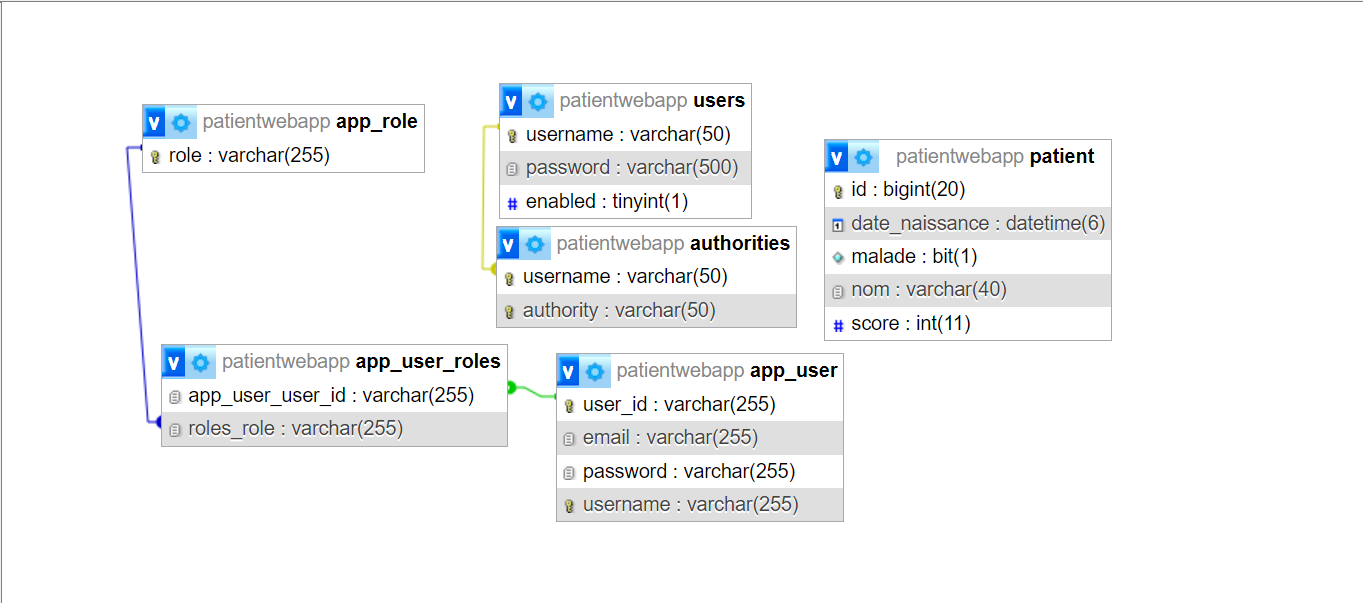 patientwebapp app_role
role : varchar(255)
patientwebapp users
username : varchar(50)
password : varchar(500)
enabled : tinyint(1)
patientwebapp authorities
username : varchar(50)
authority : varchar(50)
patientwebapp patient
id : bigint(20)
date_naissance : datetime(6)
malade : bit(1)
nom : varchar(40)
score : int(11)
patientwebapp app_user_roles
app_user_user_id : varchar(255)
roles_role : varchar(255)
patientwebapp app_user
user_id : varchar(255)
email : varchar(255)
password : varchar(255)
username : varchar(255)